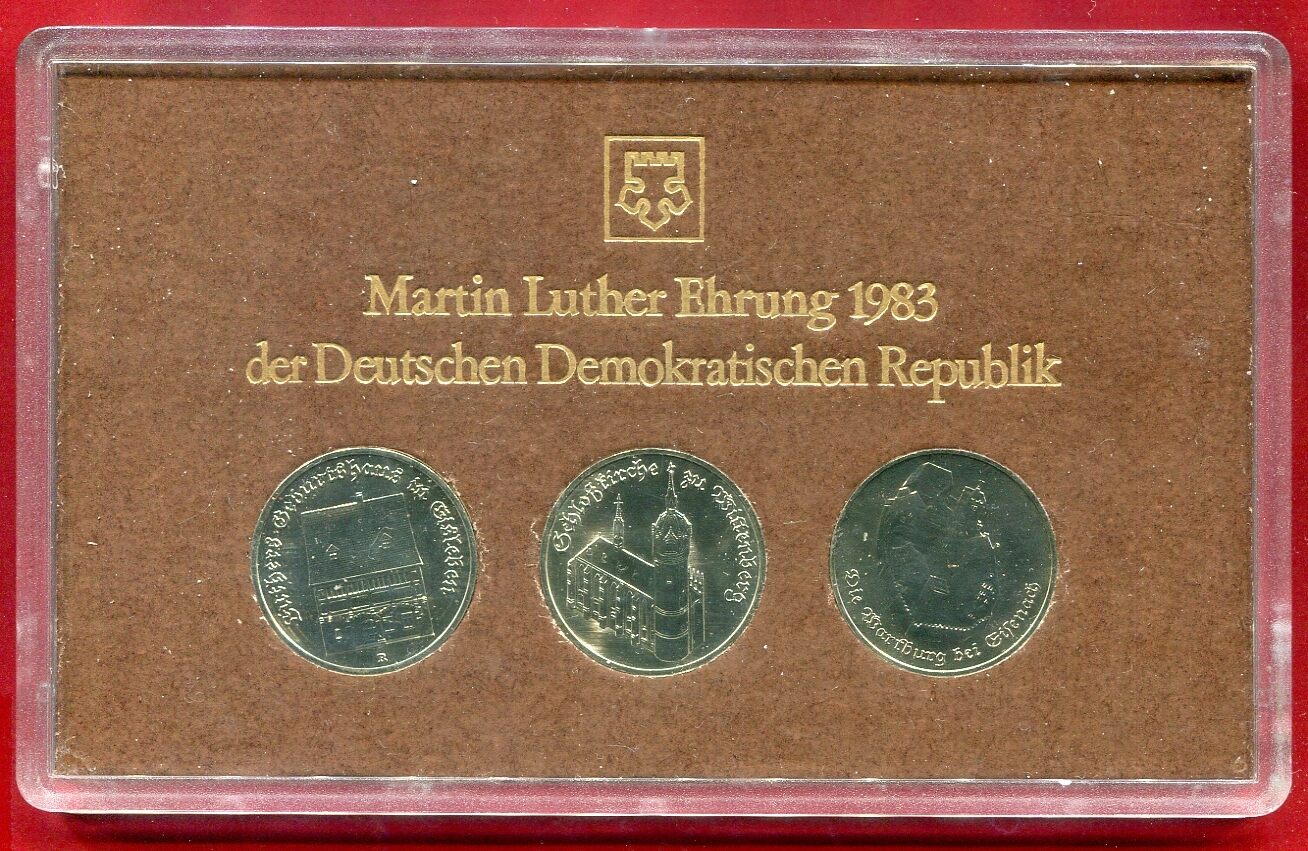 Martin Luther Ehrung 1983
der Deutschen Demokratischen Republik
Luthers Geburtshaus in Eisleben
R
Schloßkirche zu Wittenberg
Die Wartburg bei Eisenach